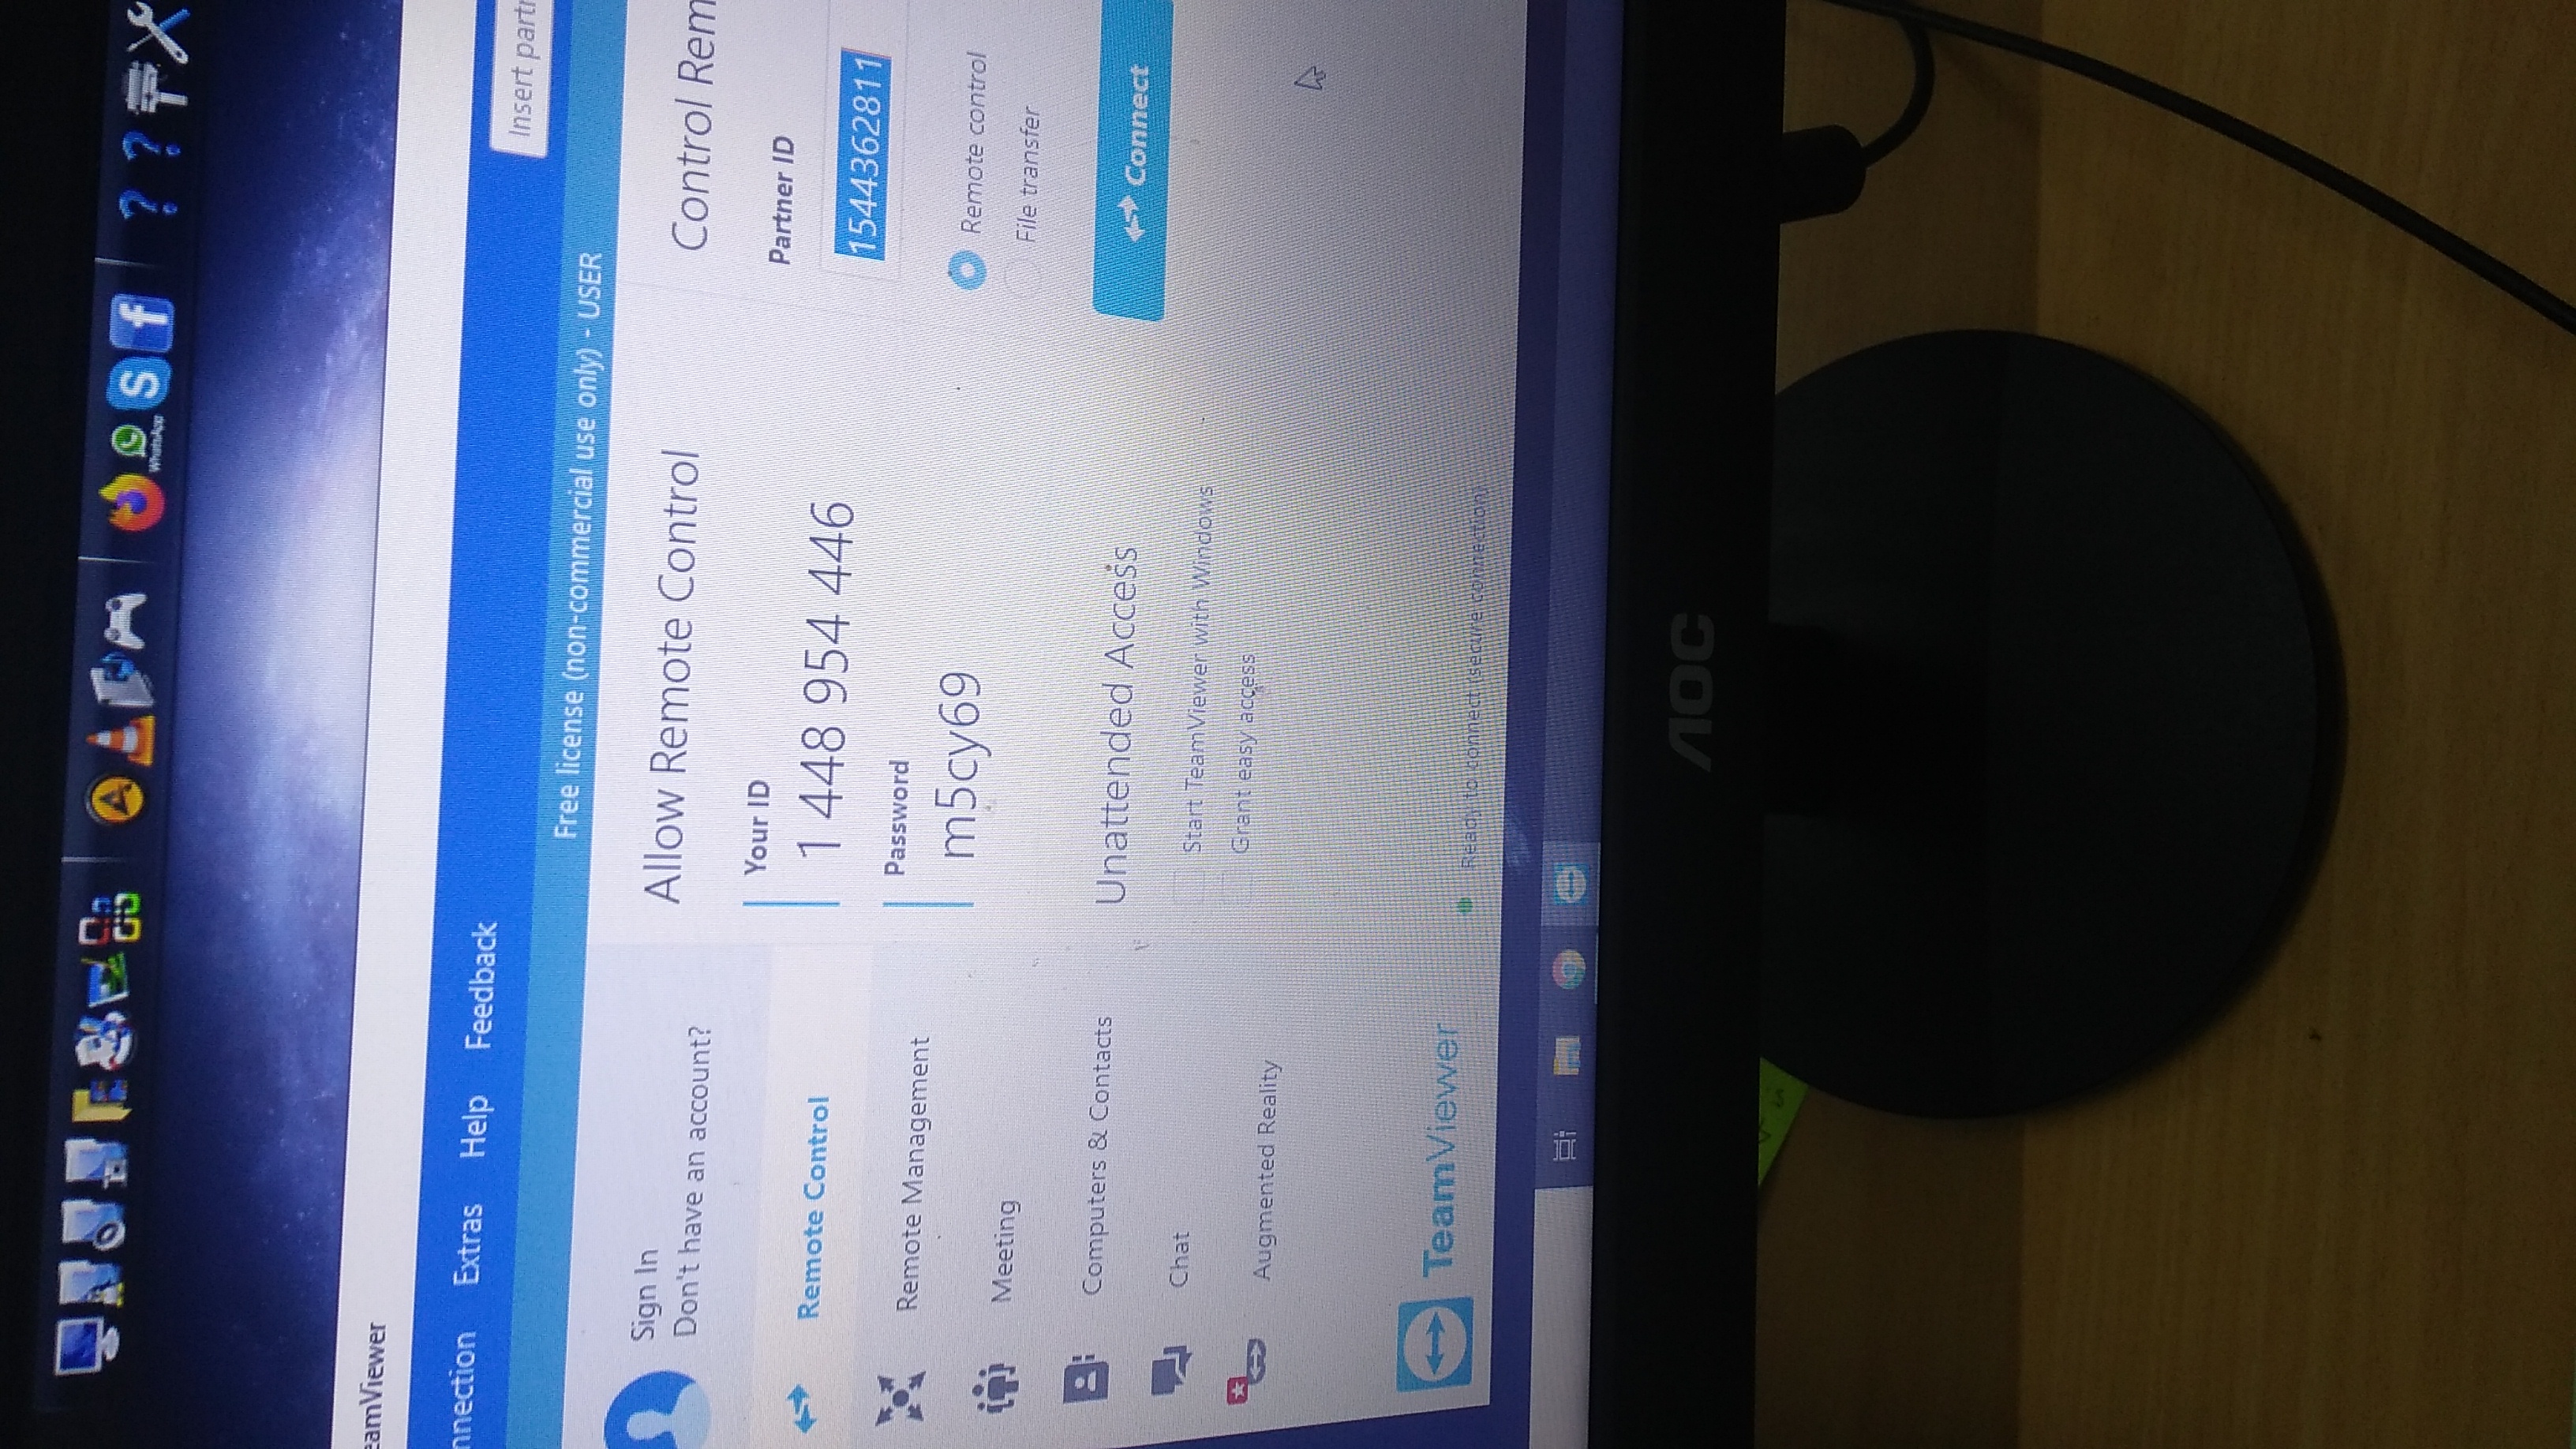 WhatsApp
S
f
? ?
eamViewer
nnection Extras Help Feedback
Insert partn
Free license (non-commercial use only) - USER
Sign In
Don't have an account?
Remote Control
Remote Management
Meeting
Computers & Contacts
Chat
Augmented Reality
TeamViewer
Allow Remote Control
Your ID
1 448 954 446
Password
m5cy69
Unattended Access
Start TeamViewer with Windows
Grant easy access
Ready to connect (secure connection)
Control Rem
Partner ID
1544362811
Remote control
File transfer
Connect
AOC